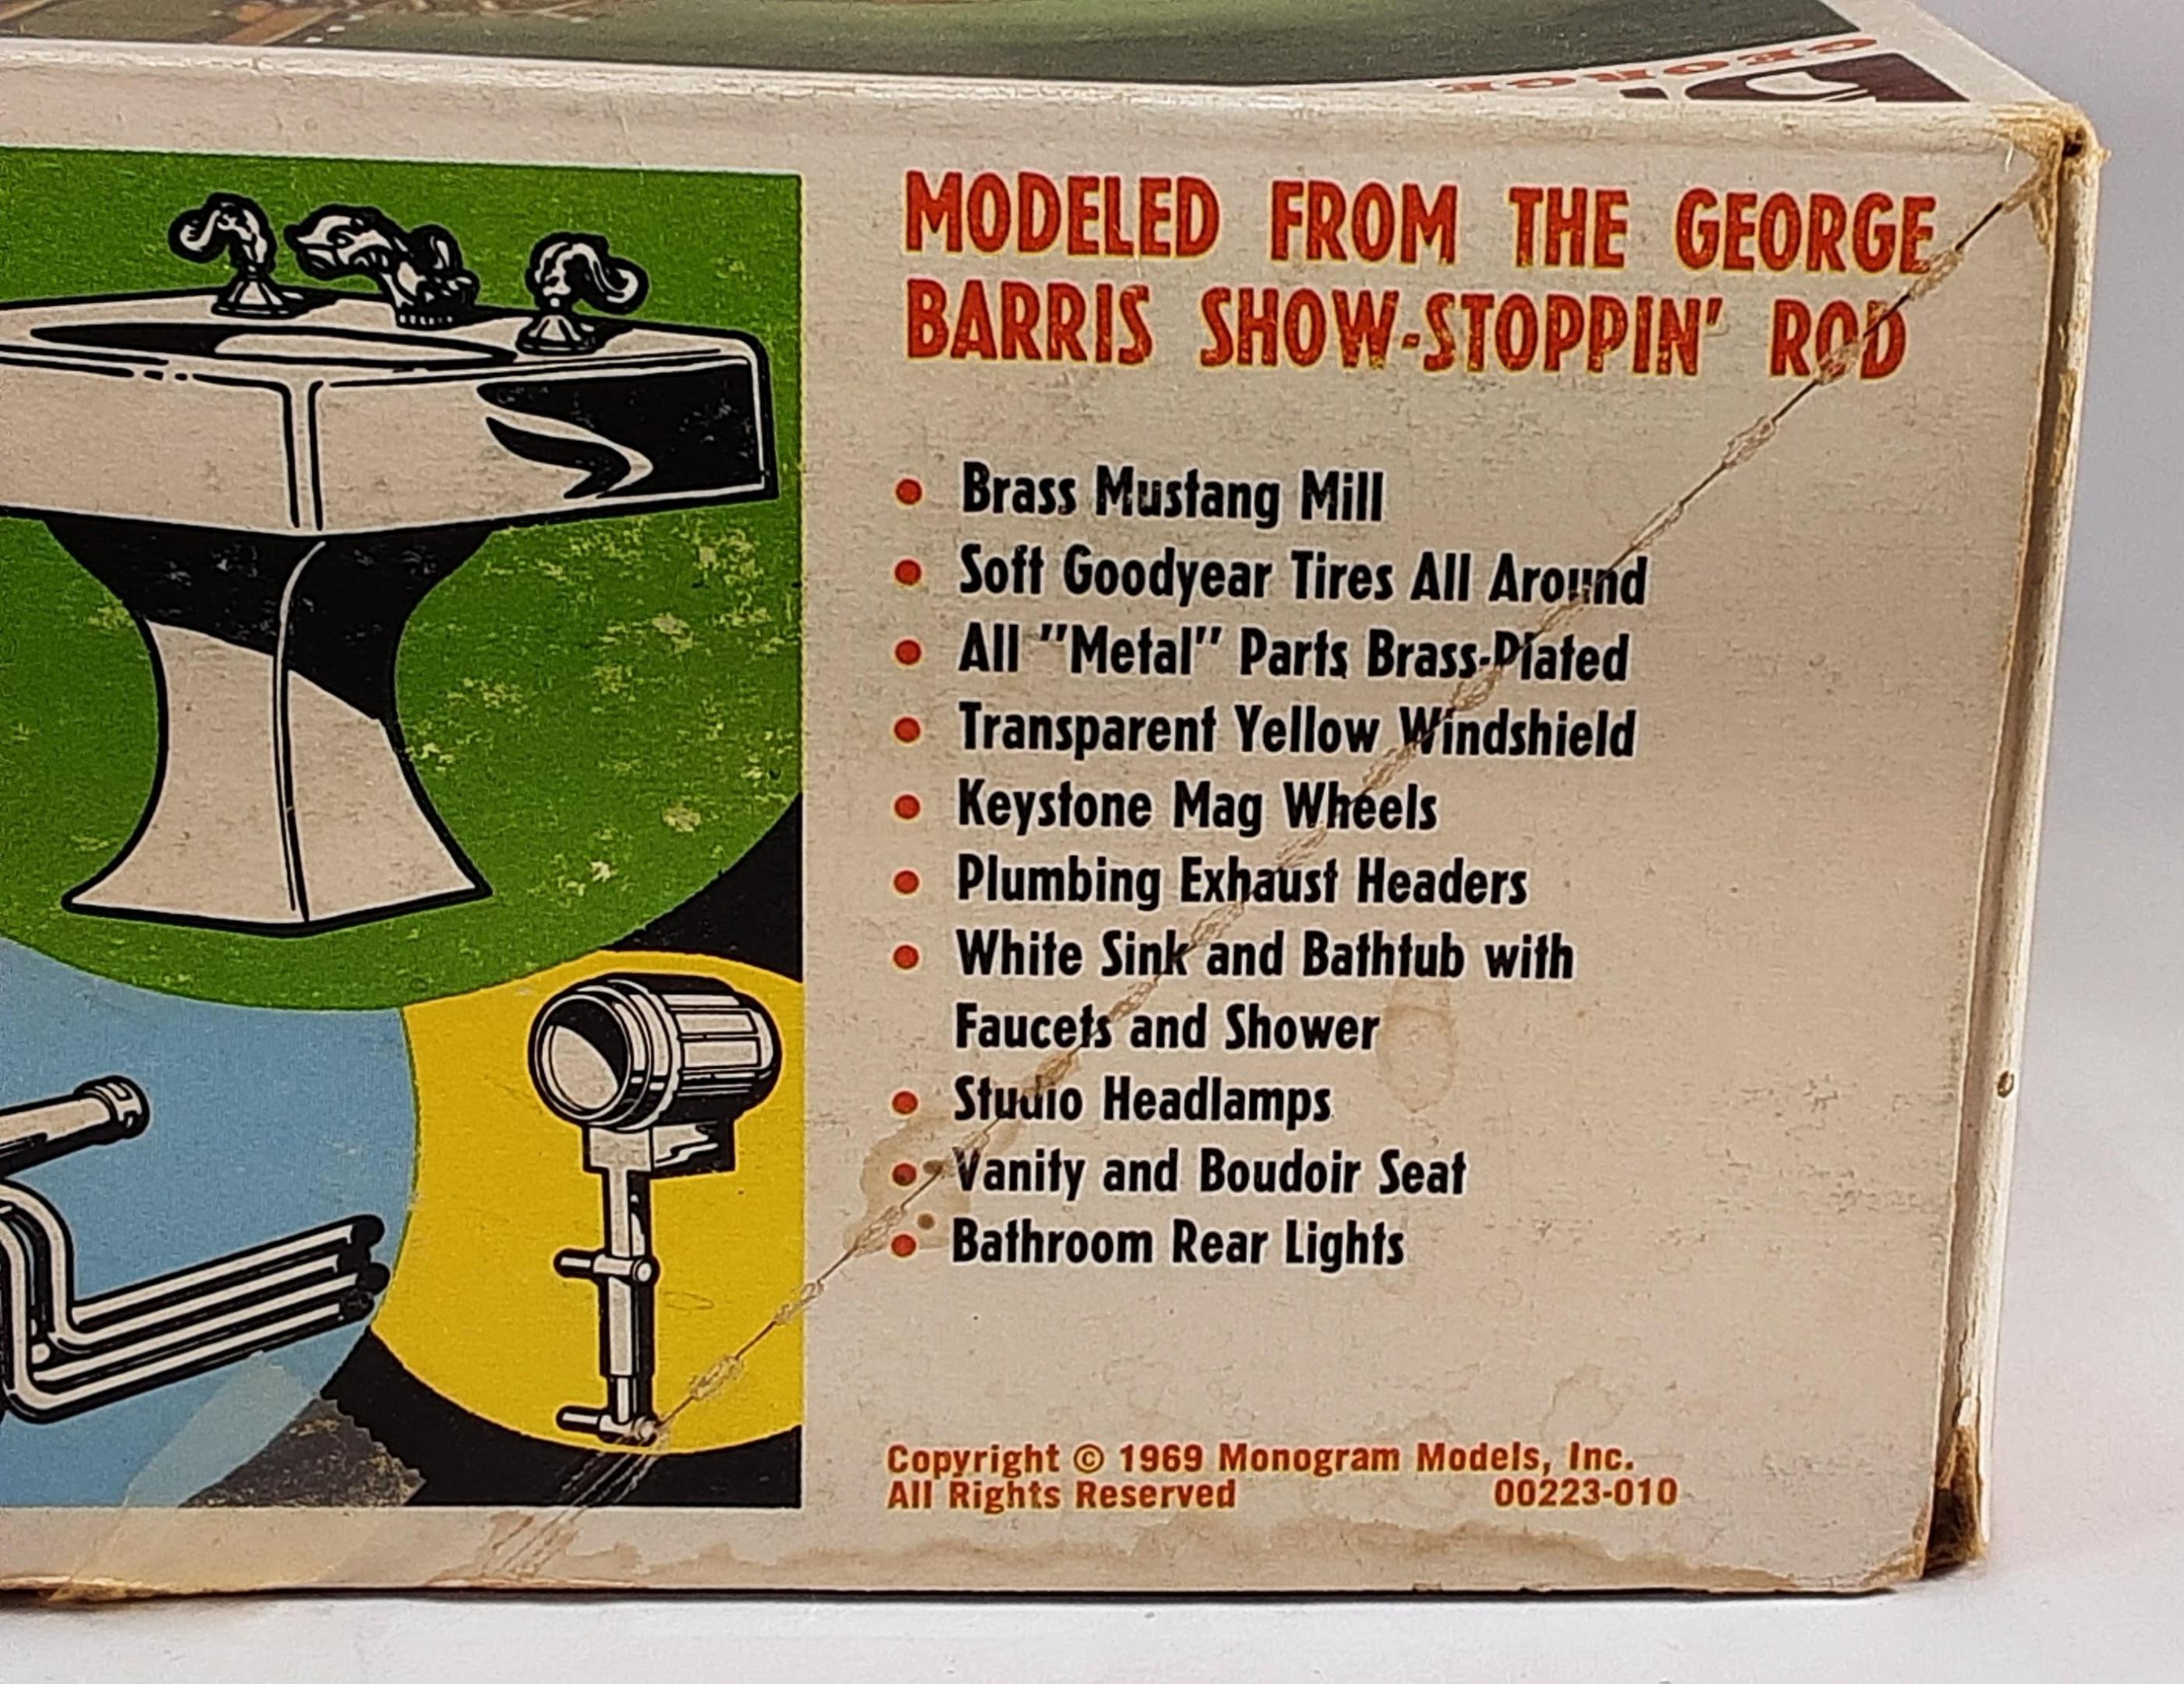 GEORGE
MODELED FROM THE GEORGE
BARRIS SHOW-STOPPIN' ROD
• Brass Mustang Mill
• Soft Goodyear Tires All Around
• All "Metal" Parts Brass-Plated
• Transparent Yellow Windshield
• Keystone Mag Wheels
• Plumbing Exhaust Headers
• White Sink and Bathtub with
Faucets and Shower
• Studio Headlamps
• Vanity and Boudoir Seat
• Bathroom Rear Lights
Copyright © 1969 Monogram Models, Inc.
All Rights Reserved 00223-010